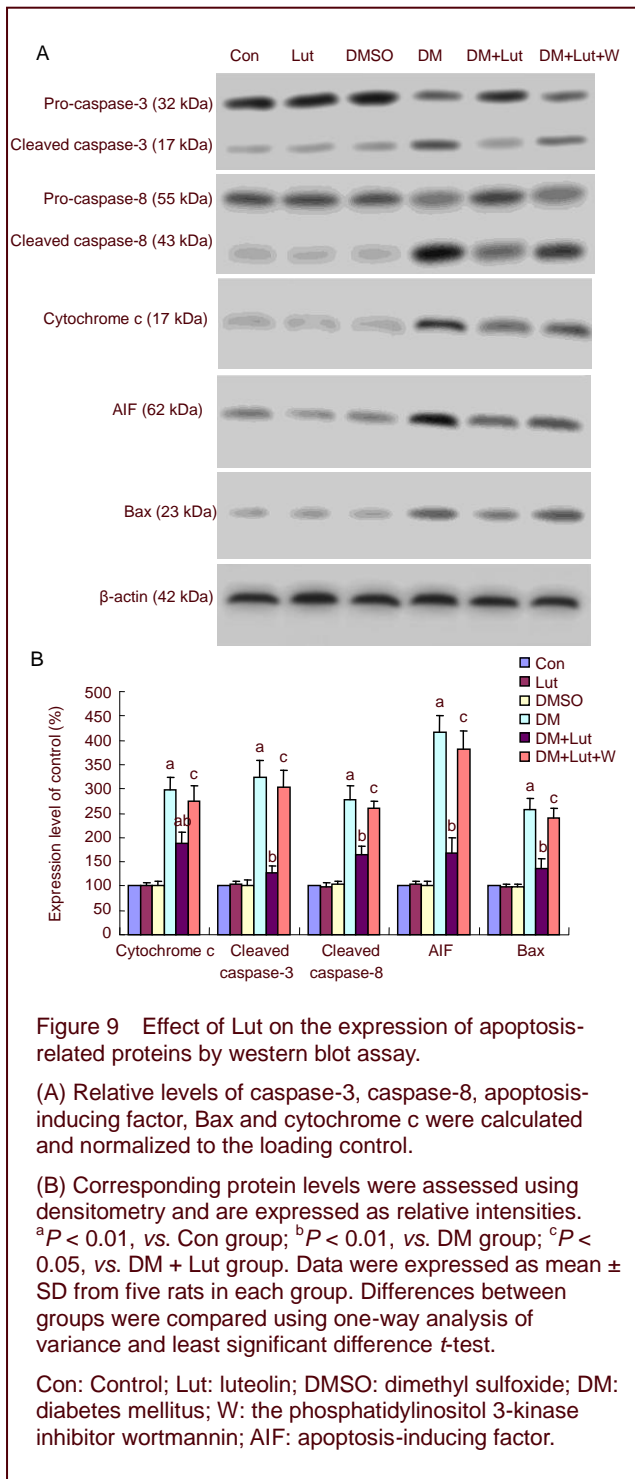 A
Con Lut DMSO DM DM+Lut DM+Lut+W
Pro-caspase-3 (32 kDa)
Cleaved caspase-3 (17 kDa)
Pro-caspase-8 (55 kDa)
Cleaved caspase-8 (43 kDa)
Cytochrome c (17 kDa)
AIF (62 kDa)
Bax (23 kDa)
β-actin (42 kDa)
B
Con
Lut
DMSO
DM
DM+Lut
DM+Lut+W
Expression level of control (%)
500
450
400
350
300
250
200
150
100
50
0
a ab c
a b c
a b c
a b c
a b c
Cytochrome c Cleaved caspase-3 Cleaved caspase-8 AIF Bax
Figure 9 Effect of Lut on the expression of apoptosis-
related proteins by western blot assay.
(A) Relative levels of caspase-3, caspase-8, apoptosis-
inducing factor, Bax and cytochrome c were calculated
and normalized to the loading control.
(B) Corresponding protein levels were assessed using
densitometry and are expressed as relative intensities.
ᵃP < 0.01, vs. Con group; ᵇP < 0.01, vs. DM group; ᶜP <
0.05, vs. DM + Lut group. Data were expressed as mean ±
SD from five rats in each group. Differences between
groups were compared using one-way analysis of
variance and least significant difference t-test.
Con: Control; Lut: luteolin; DMSO: dimethyl sulfoxide; DM:
diabetes mellitus; W: the phosphatidylinositol 3-kinase
inhibitor wortmannin; AIF: apoptosis-inducing factor.